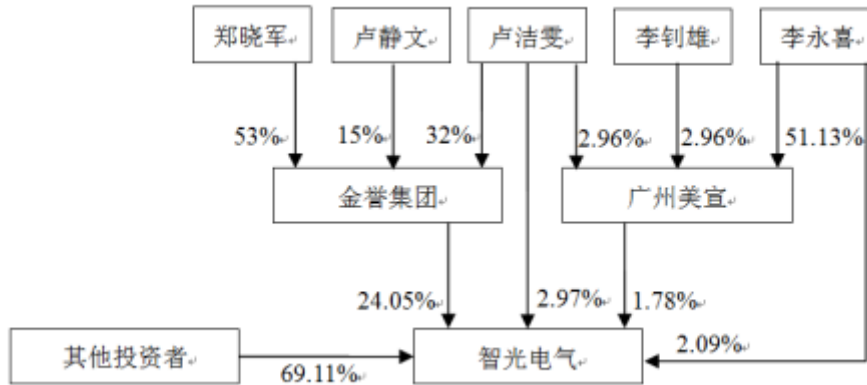 郑晓军
卢静文
卢洁雯
李钊雄
李永喜
53%
15%
32%
2.96%
2.96%
51.13%
金誉集团
广州美宣
24.05%
2.97%
1.78%
其他投资者
智光电气
2.09%
69.11%